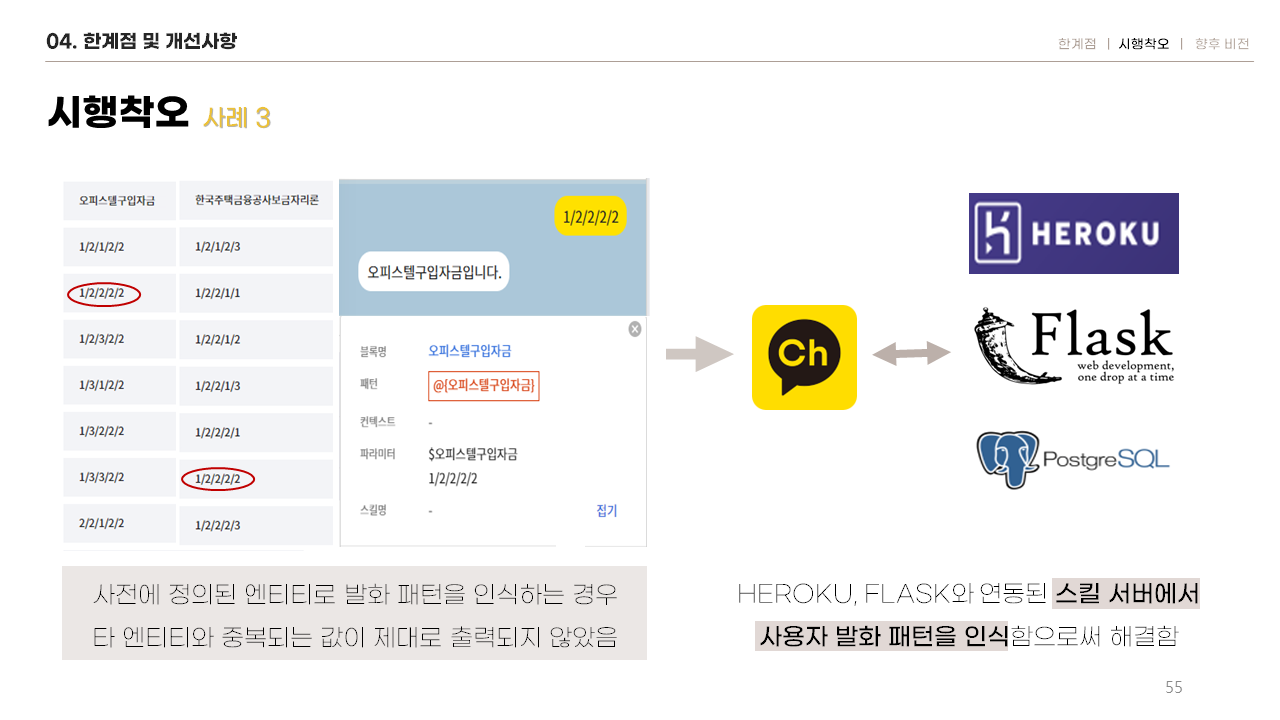 04. 한계점 및 개선사항
한계점 | 시행착오 | 향후 비전
시행착오 사례 3
오피스텔구입자금
1/2/1/2/2
1/2/2/2/2
1/2/3/2/2
1/3/1/2/2
1/3/2/2/2
1/3/3/2/2
2/2/1/2/2
한국주택금융공사보금자리론
1/2/1/2/3
1/2/2/1/1
1/2/2/1/2
1/2/2/1/3
1/2/2/2/1
1/2/2/2/2
1/2/2/2/3
1/2/2/2/2
오피스텔구입자금입니다.
블록명 오피스텔구입자금
패턴 @{오피스텔구입자금}
컨텍스트 -
파라미터 $오피스텔구입자금
1/2/2/2/2
스킬명 - 접기
Ch
HEROKU
Flask
web development,
one drop at a time
PostgreSQL
사전에 정의된 엔티티로 발화 패턴을 인식하는 경우
타 엔티티와 중복되는 값이 제대로 출력되지 않았음
HEROKU, FLASK와 연동된 스킬 서버에서
사용자 발화 패턴을 인식함으로써 해결함
55